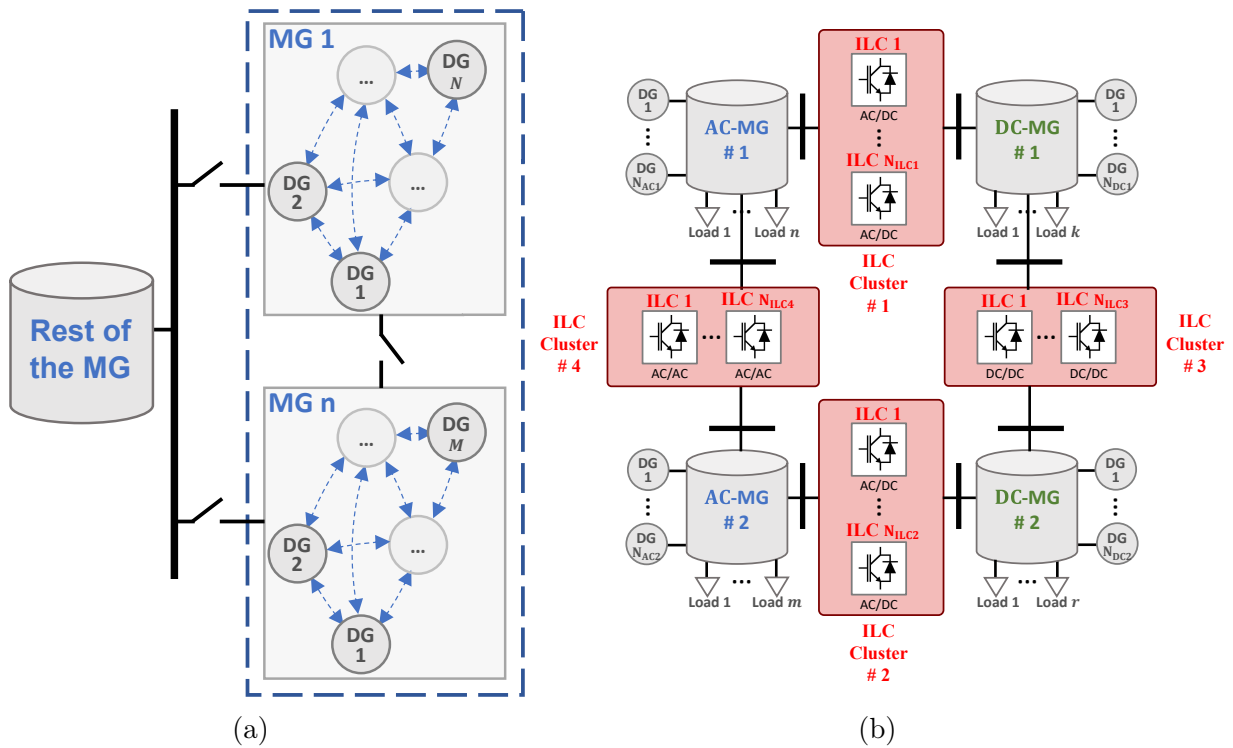 MG 1
...
DG
N
DG
2
...
DG
1
Rest of
the MG
MG n
...
DG
M
DG
2
...
DG
1
(a)
ILC 1
AC/DC
ILC N_ILC1
AC/DC
ILC
Cluster
# 1
DG
1
DG
N_AC1
AC-MG
# 1
Load 1
...
Load n
DC-MG
# 1
DG
1
DG
N_DC1
Load 1
...
Load k
ILC
Cluster
# 4
ILC 1
...
ILC N_ILC4
AC/AC
AC/AC
ILC 1
...
ILC N_ILC3
DC/DC
DC/DC
ILC
Cluster
# 3
DG
1
DG
N_AC2
AC-MG
# 2
Load 1
...
Load m
ILC 1
AC/DC
ILC N_ILC2
AC/DC
ILC
Cluster
# 2
DC-MG
# 2
DG
1
DG
N_DC2
Load 1
...
Load r
(b)